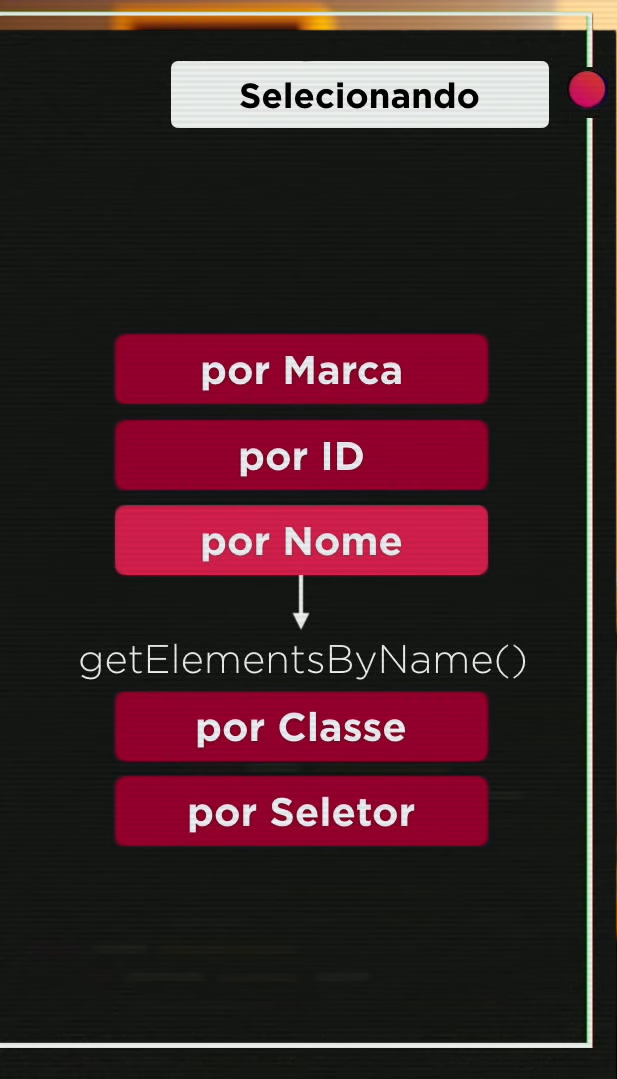 Selecionando
por Marca
por ID
por Nome
getElementsByName()
por Classe
por Seletor